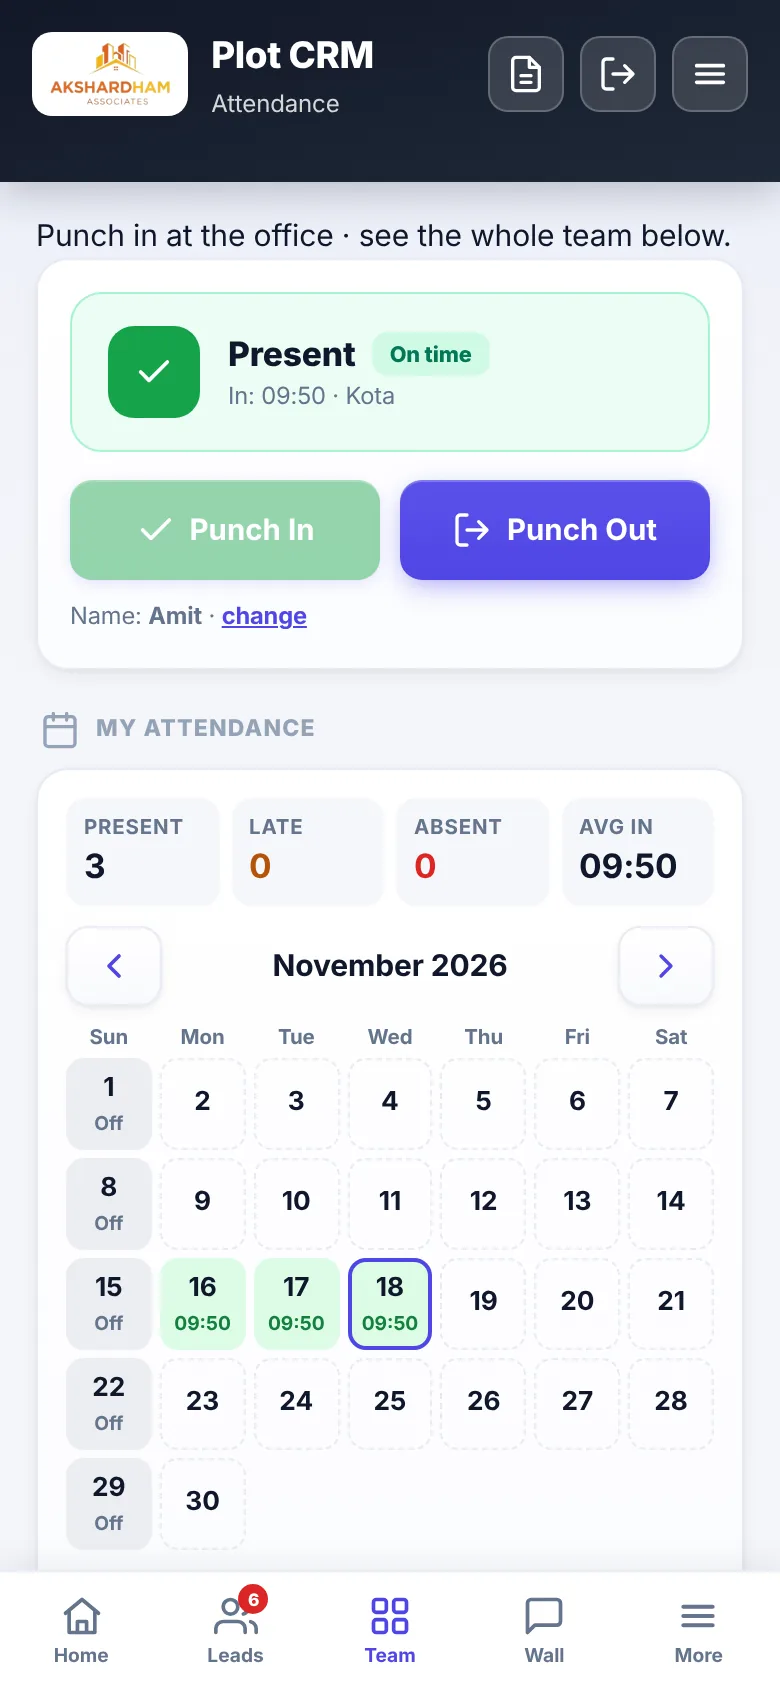 AKSHARDHAM
ASSOCIATES
Plot CRM
Attendance
Punch in at the office · see the whole team below.
Present On time
In: 09:50 · Kota
Punch In Punch Out
Name: Amit · change
MY ATTENDANCE
PRESENT LATE ABSENT AVG IN
3 0 0 09:50
November 2026
Sun Mon Tue Wed Thu Fri Sat
1 2 3 4 5 6 7
Off
8 9 10 11 12 13 14
Off
15 16 17 18 19 20 21
Off 09:50 09:50 09:50
22 23 24 25 26 27 28
Off
29 30
Off
6
Home Leads Team Wall More